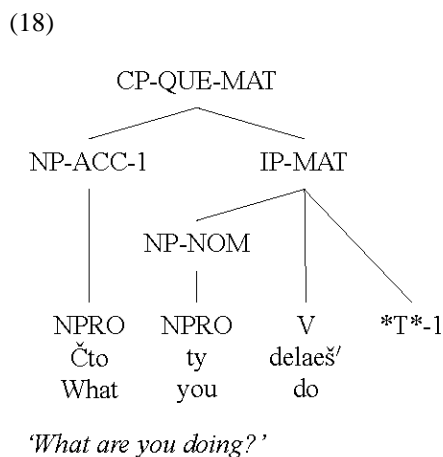 (18)
CP-QUE-MAT
NP-ACC-1 IP-MAT
NP-NOM
NPRO NPRO V *T*-1
Čto ty delaeš′
What you do
'What are you doing?'